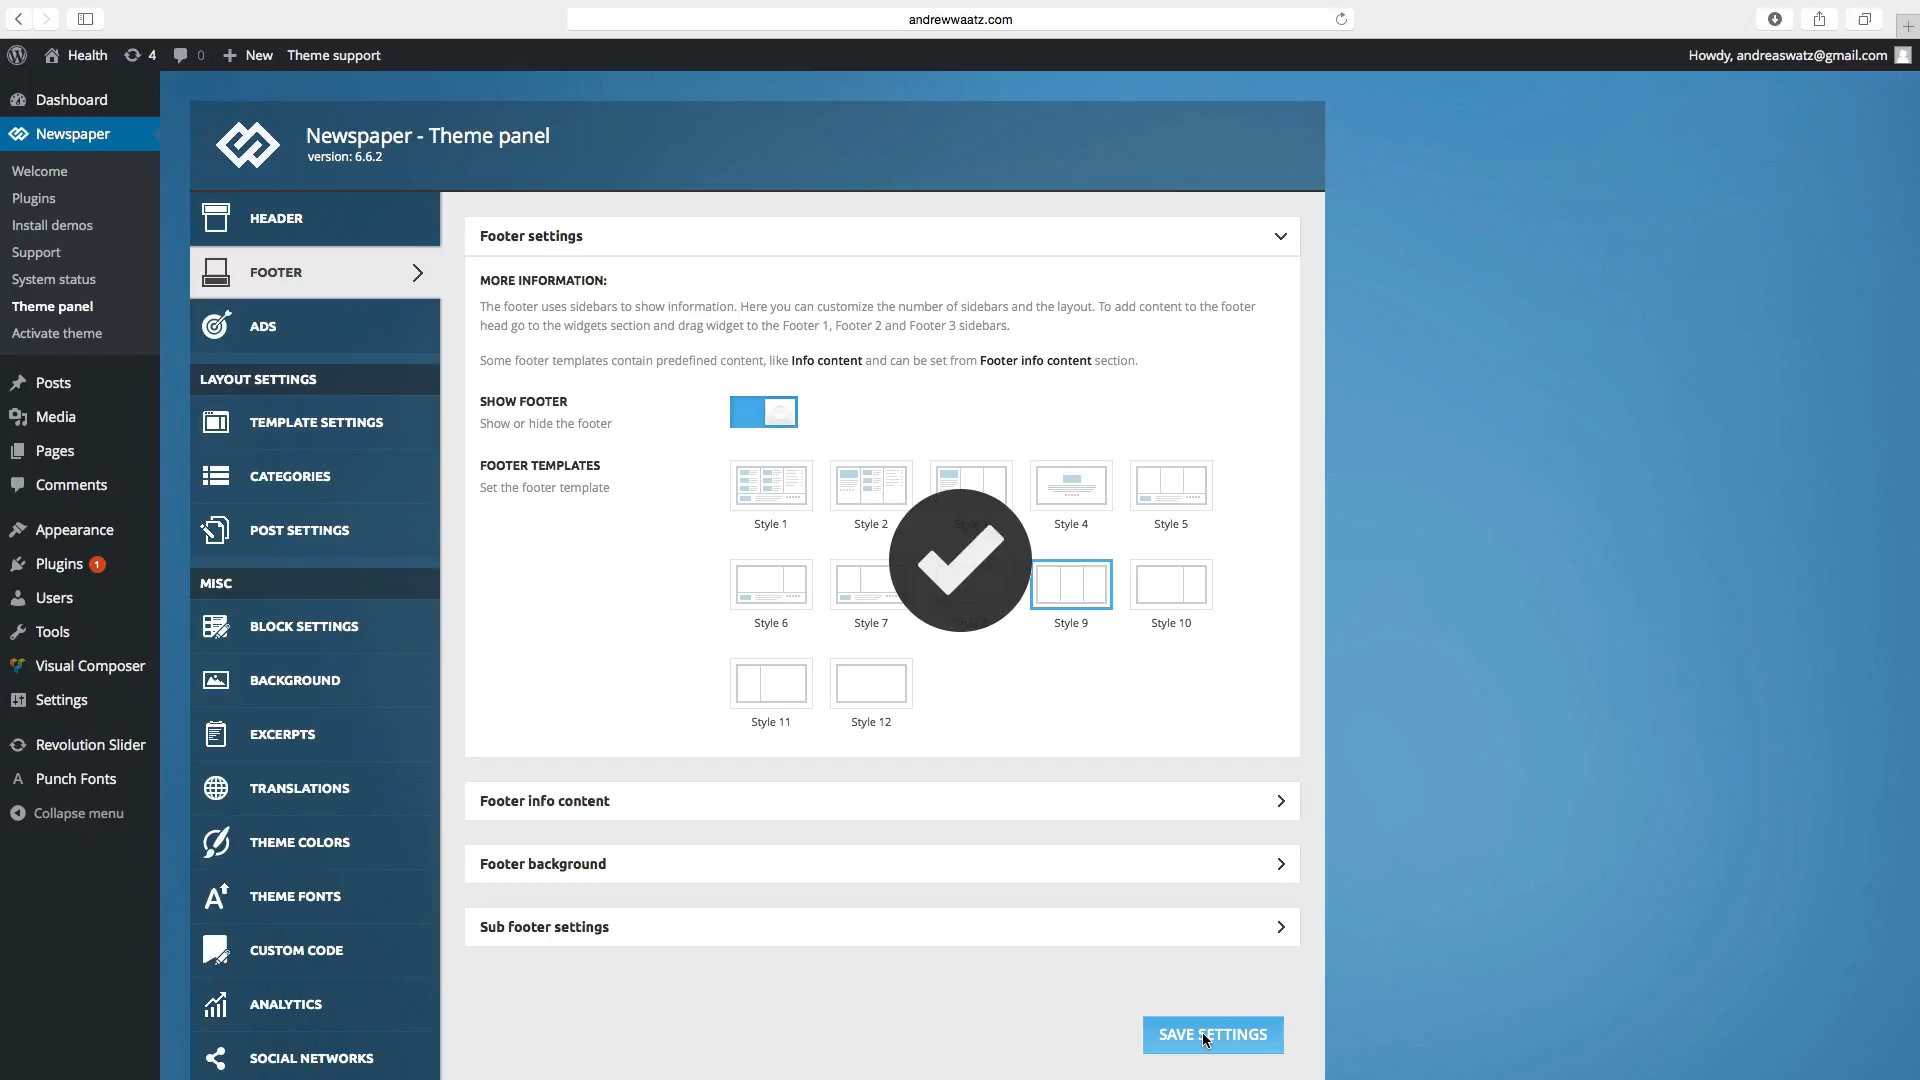 andrewwaatz.com
Health
4
0
New
Theme support
Howdy, andreaswatz@gmail.com
Dashboard
Newspaper
Welcome
Plugins
Install demos
Support
System status
Theme panel
Activate theme
Posts
Media
Pages
Comments
Appearance
Plugins 1
Users
Tools
Visual Composer
Settings
Revolution Slider
Punch Fonts
Collapse menu
Newspaper - Theme panel
version: 6.6.2
HEADER
FOOTER
ADS
LAYOUT SETTINGS
TEMPLATE SETTINGS
CATEGORIES
POST SETTINGS
MISC
BLOCK SETTINGS
BACKGROUND
EXCERPTS
TRANSLATIONS
THEME COLORS
THEME FONTS
CUSTOM CODE
ANALYTICS
SOCIAL NETWORKS
Footer settings
MORE INFORMATION:
The footer uses sidebars to show information. Here you can customize the number of sidebars and the layout. To add content to the footer
head go to the widgets section and drag widget to the Footer 1, Footer 2 and Footer 3 sidebars.
Some footer templates contain predefined content, like Info content and can be set from Footer info content section.
SHOW FOOTER
Show or hide the footer
FOOTER TEMPLATES
Set the footer template
Style 1
Style 2
Style 4
Style 5
Style 6
Style 7
Style 9
Style 10
Style 11
Style 12
Footer info content
Footer background
Sub footer settings
SAVE SETTINGS